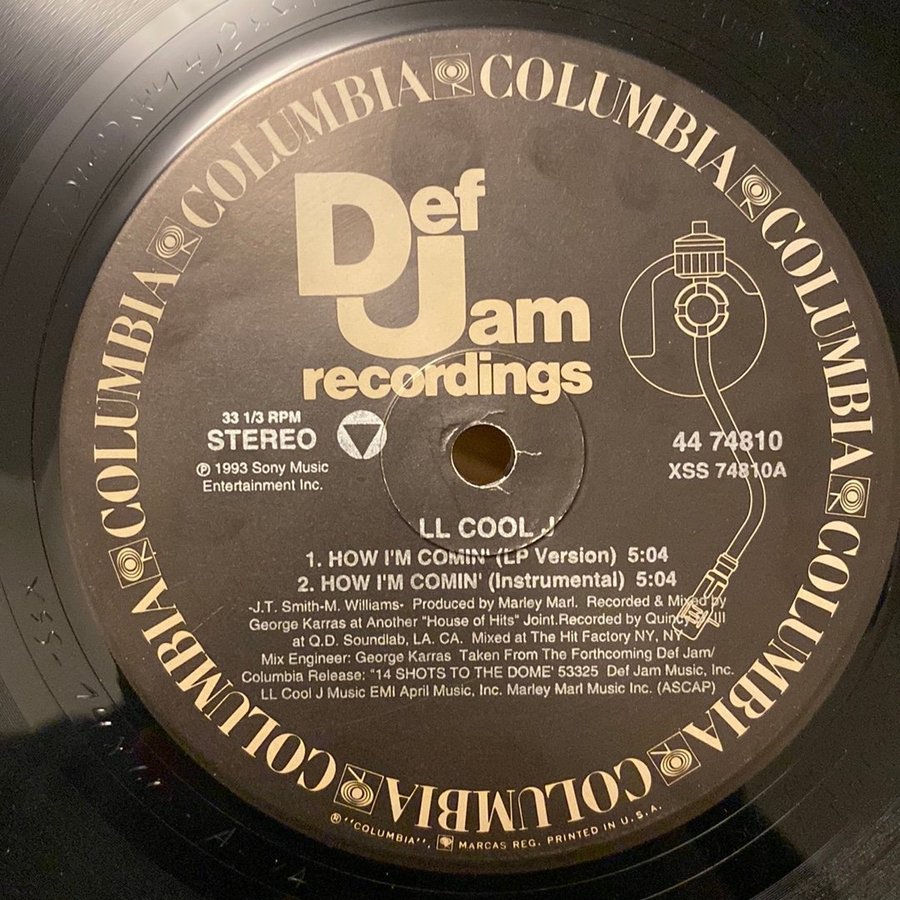 COLUMBIA COLUMBIA COLUMBIA COLUMBIA COLUMBIA COLUMBIA COLUMBIA COLUMBIA COLUMBIA COLUMBIA
Def
Jam
recordings
33 1/3 RPM
STEREO
℗ 1993 Sony Music
Entertainment Inc.
44 74810
XSS 74810A
LL COOL J
1. HOW I'M COMIN' (LP Version) 5:04
2. HOW I'M COMIN' (Instrumental) 5:04
-J.T. Smith-M. Williams- Produced by Marley Marl. Recorded & Mixed by
George Karras at Another "House of Hits" Joint.Recorded by III
at Q.D. Soundlab, LA. CA. Mixed at The Hit Factory NY, NY
Mix Engineer: George Karras Taken From The Forthcoming Def Jam/
Columbia Release: "14 SHOTS TO THE DOME' 53325 Def Jam Music, Inc.
LL Cool J Music EMI April Music, Inc. Marley Marl Music Inc. (ASCAP)
® "COLUMBIA", MARCAS REG. PRINTED IN U.S.A.